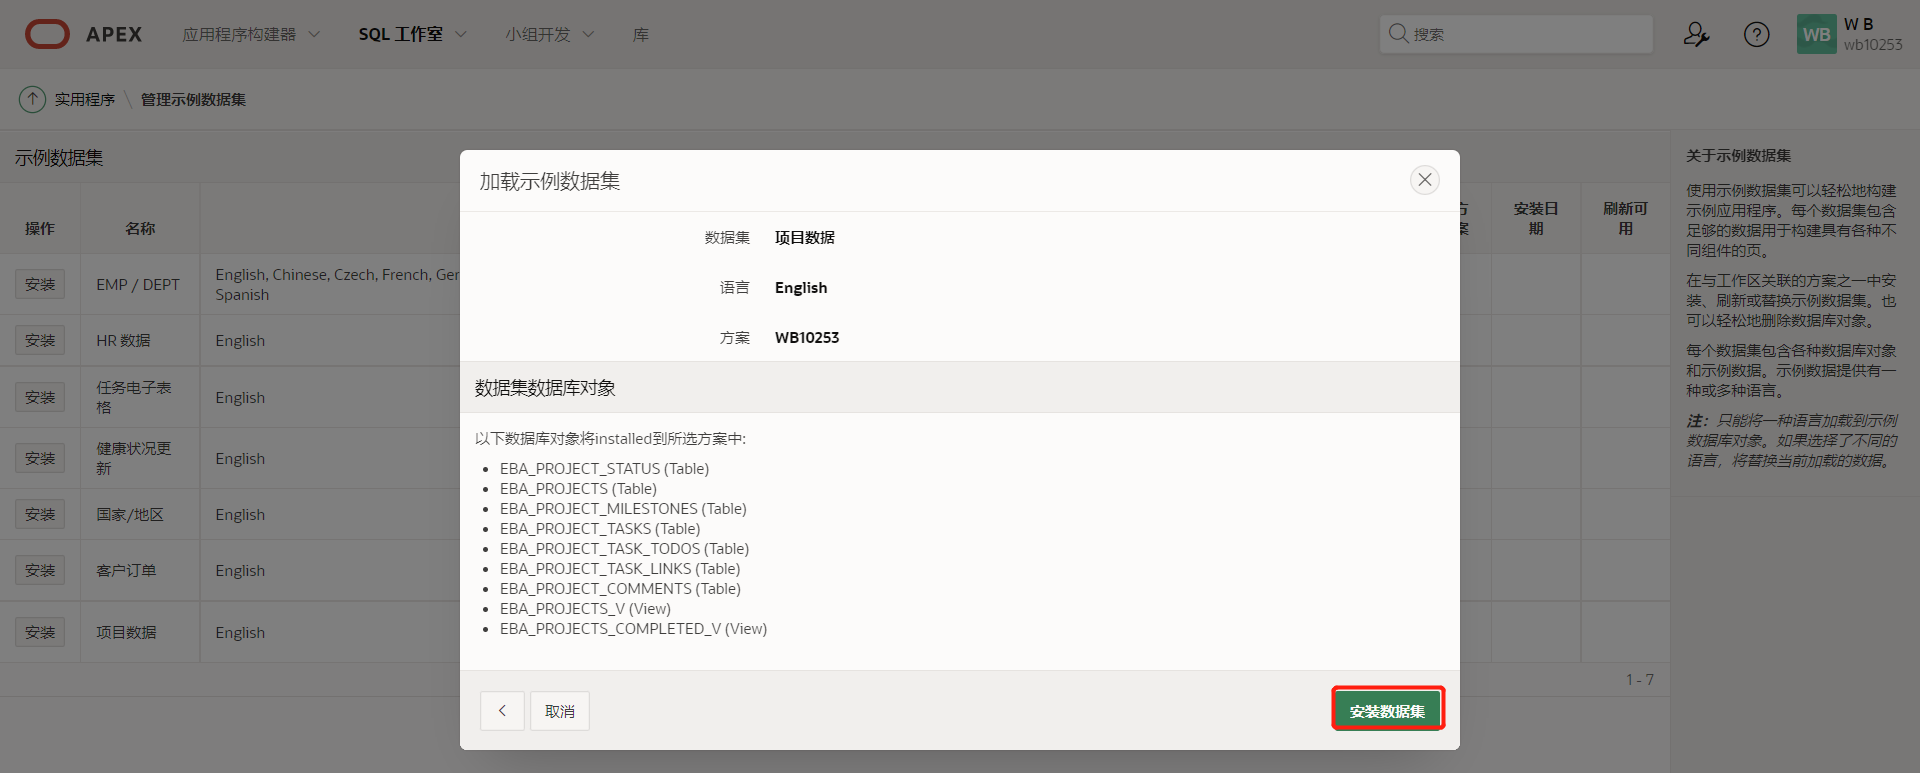 APEX
应用程序构建器
SQL 工作室
小组开发
库
搜索
WB
W B
wb10253
实用程序 \ 管理示例数据集
示例数据集
操作
名称
安装日
期
刷新可
用
安装
EMP / DEPT
English, Chinese, Czech, French, Ger
Spanish
安装
HR 数据
English
安装
任务电子表
格
English
安装
健康状况更
新
English
安装
国家/地区
English
安装
客户订单
English
安装
项目数据
English
1 - 7
加载示例数据集
数据集 项目数据
语言 English
方案 WB10253
数据集数据库对象
以下数据库对象将installed到所选方案中:
• EBA_PROJECT_STATUS (Table)
• EBA_PROJECTS (Table)
• EBA_PROJECT_MILESTONES (Table)
• EBA_PROJECT_TASKS (Table)
• EBA_PROJECT_TASK_TODOS (Table)
• EBA_PROJECT_TASK_LINKS (Table)
• EBA_PROJECT_COMMENTS (Table)
• EBA_PROJECTS_V (View)
• EBA_PROJECTS_COMPLETED_V (View)
取消
安装数据集
关于示例数据集
使用示例数据集可以轻松地构建
示例应用程序。每个数据集包含
足够的数据用于构建具有各种不
同组件的页。
在与工作区关联的方案之一中安
装、刷新或替换示例数据集。也
可以轻松地删除数据库对象。
每个数据集包含各种数据库对象
和示例数据。示例数据提供有一
种或多种语言。
注：只能将一种语言加载到示例
数据库对象。如果选择了不同的
语言，将替换当前加载的数据。